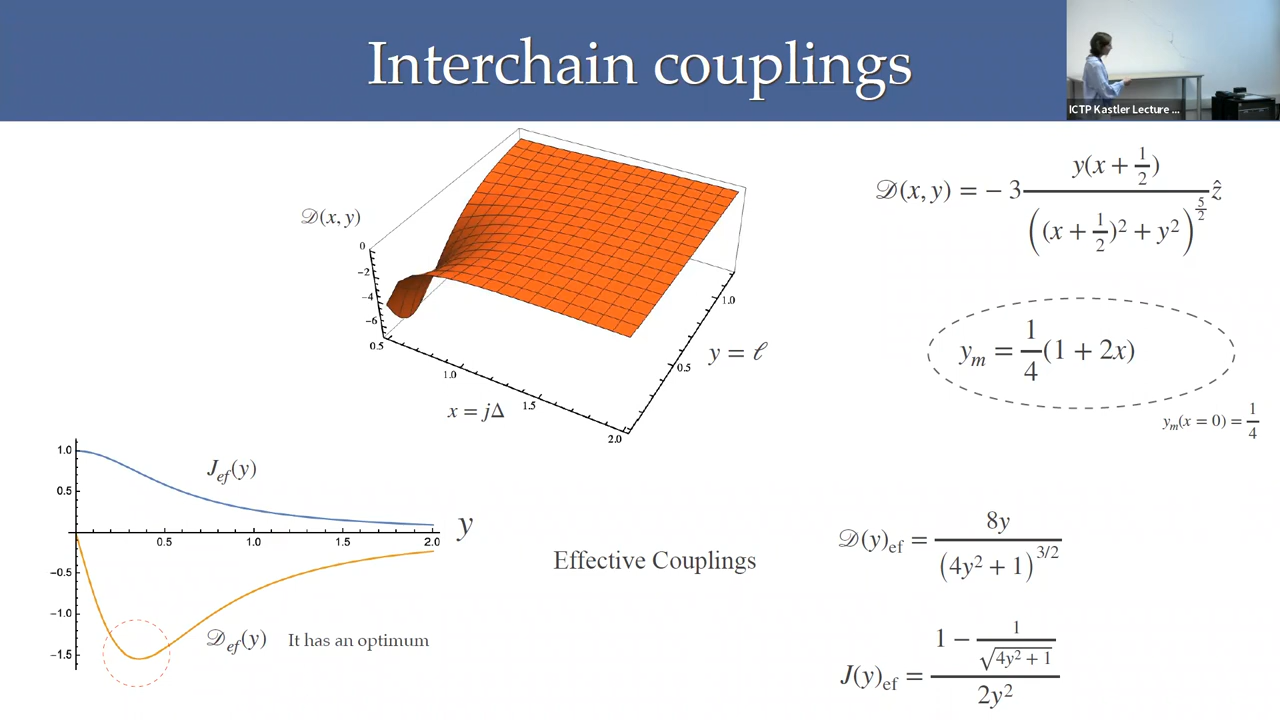 Interchain couplings
ICTP Kastler Lecture ...
𝒟(x, y)
0
−2
−4
−6
0.5
1.0
1.5
2.0
x = jΔ
0.5
1.0
y = ℓ
𝒟(x, y) = − 3 y(x + 1/2) / ((x + 1/2)² + y²)^{5/2} ẑ
y_m = 1/4 (1 + 2x)
y_m(x = 0) = 1/4
1.0
0.5
−0.5
−1.0
−1.5
0.5 1.0 1.5 2.0
y
J_ef(y)
𝒟_ef(y) It has an optimum
Effective Couplings
𝒟(y)_ef = 8y / (4y² + 1)^{3/2}
J(y)_ef = (1 − 1/√(4y² + 1)) / 2y²